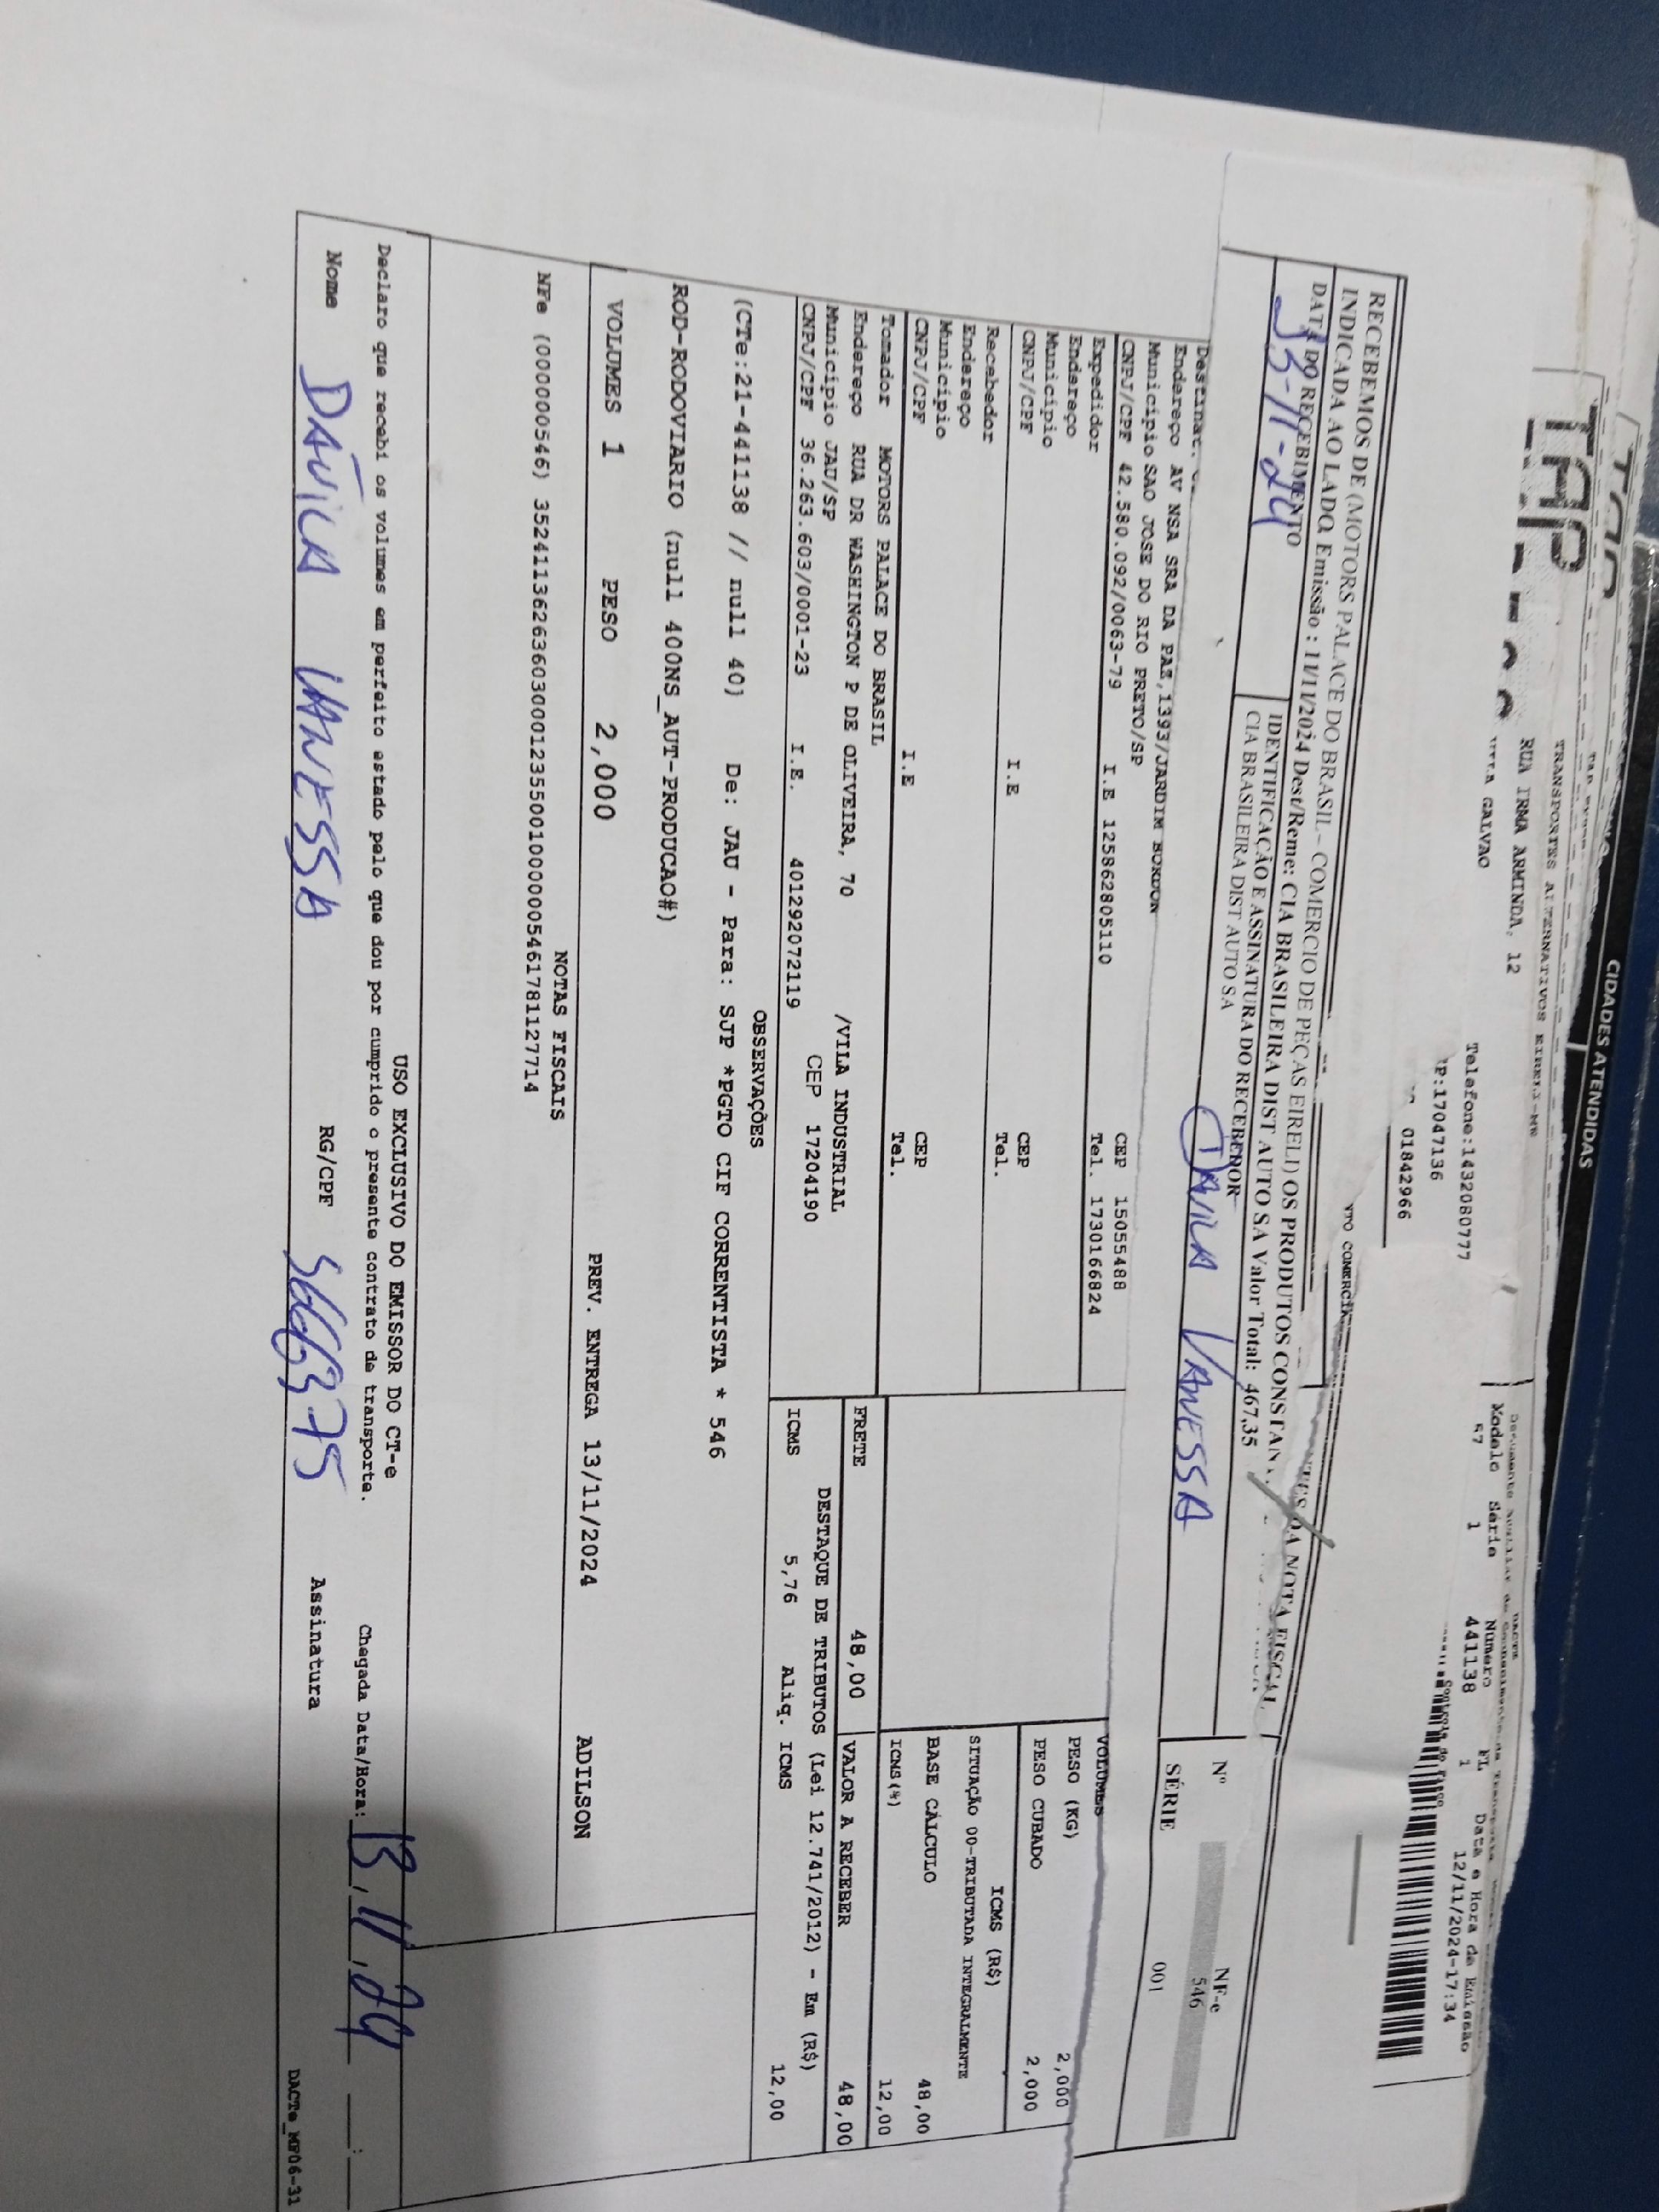 CIDADES ATENDIDAS
TAP
TRANSPORTES ALTERNATIVOS EIRELI-ME
RUA IRMA ARMINDA, 12
GALVAO
Telefone:1432080777
17047136
01842966
DACTE
Modelo Série Número FL Data e Hora de Emissão
57 1 441138 1 12/11/2024-17:34
Controle do Fisco
RECEBEMOS DE (MOTORS PALACE DO BRASIL - COMERCIO DE PEÇAS EIRELI) OS PRODUTOS CONSTANTES DA NOTA FISCAL
INDICADA AO LADO. Emissão : 11/11/2024 Dest/Reme: CIA BRASILEIRA DIST AUTO SA Valor Total: 467,35
DATA DO RECEBIMENTO
13-11-24
IDENTIFICAÇÃO E ASSINATURA DO RECEBEDOR
CIA BRASILEIRA DIST AUTO SA
DÁVILA VANESSA
NF-e
Nº 546
SÉRIE 001
Destinat.
Endereço AV NSA SRA DA PAZ,1393/JARDIM BORDON
Município SAO JOSE DO RIO PRETO/SP
CEP 15055488
CNPJ/CPF 42.580.092/0063-79 I.E 125862805110 Tel. 1730166824
Expedidor
Endereço
Município CEP
CNPJ/CPF I.E Tel.
Recebedor
Endereço
Município CEP
CNPJ/CPF I.E Tel.
Tomador MOTORS PALACE DO BRASIL
Endereço RUA DR WASHINGTON P DE OLIVEIRA, 70 /VILA INDUSTRIAL
Município JAU/SP CEP 17204190
CNPJ/CPF 36.263.603/0001-23 I.E. 401292072119
VOLUMES
PESO (KG) 2,000
PESO CUBADO 2,000
ICMS (R$)
SITUAÇÃO 00-TRIBUTADA INTEGRALMENTE
BASE CÁLCULO 48,00
ICMS(%) 12,00
FRETE 48,00 VALOR A RECEBER 48,00
DESTAQUE DE TRIBUTOS (Lei 12.741/2012) - Em (R$)
ICMS 5,76 Aliq. ICMS 12,00
OBSERVAÇÕES
(CTe:21-441138 // null 40) De: JAU - Para: SJP *PGTO CIF CORRENTISTA * 546
ROD-RODOVIARIO (null 400NS_AUT-PRODUCAO#)
VOLUMES 1 PESO 2,000 PREV. ENTREGA 13/11/2024 ADILSON
NOTAS FISCAIS
NFe (000000546) 35241136263603000123550010000005461781127714
USO EXCLUSIVO DO EMISSOR DO CT-e
Declaro que recebi os volumes em perfeito estado pelo que dou por cumprido o presente contrato de transporte. Chegada Data/Hora: 13/11/24 __:__
Nome DÁVILA VANESSA RG/CPF Assinatura
DACTe_MP06-31